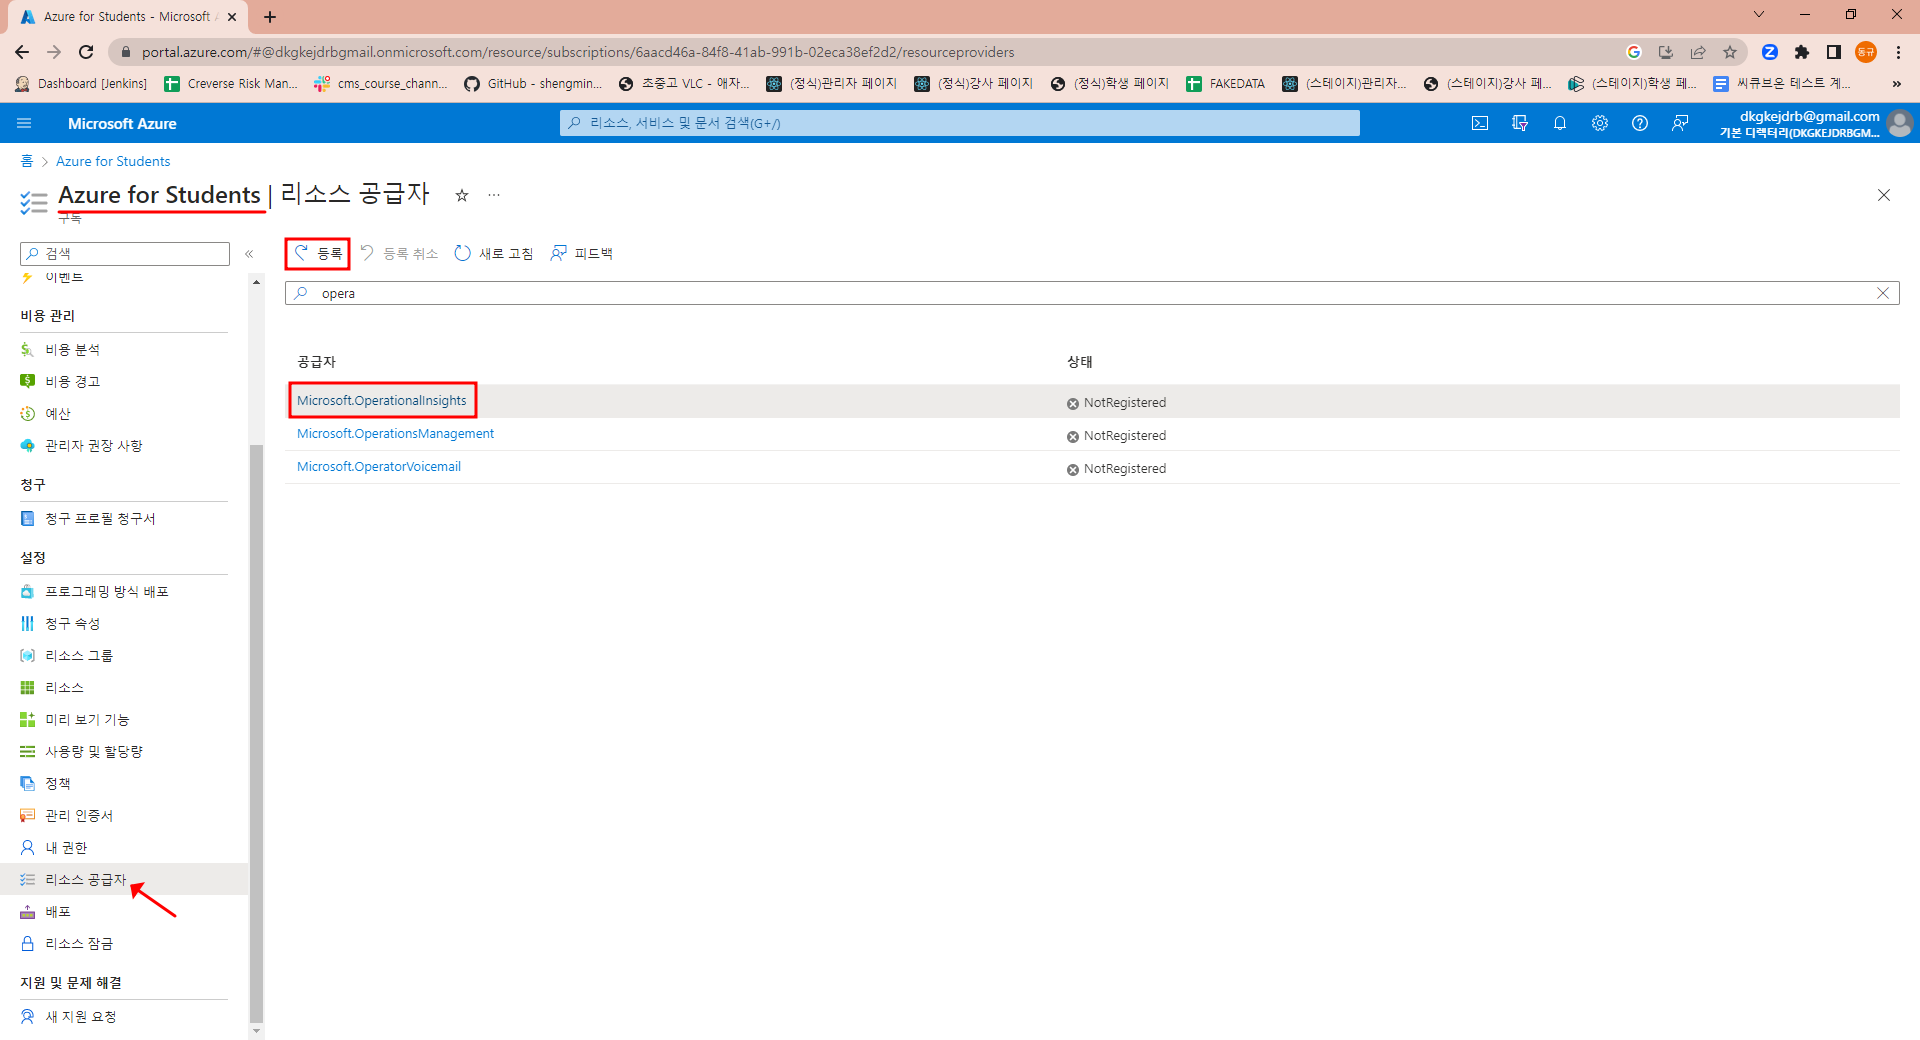 Azure for Students - Microsoft
portal.azure.com/#@dkgkejdrbgmail.onmicrosoft.com/resource/subscriptions/6aacd46a-84f8-41ab-991b-02eca38ef2d2/resourceproviders
동규
Dashboard [Jenkins]
Creverse Risk Man...
cms_course_chann...
GitHub - shengmin...
초중고 VLC - 애자...
(정식)관리자 페이지
(정식)강사 페이지
(정식)학생 페이지
FAKEDATA
(스테이지)관리자...
(스테이지)강사 페...
(스테이지)학생 페...
씨큐브온 테스트 계...
Microsoft Azure
리소스, 서비스 및 문서 검색(G+/)
dkgkejdrb@gmail.com
기본 디렉터리(DKGKEJDRBGM...
홈 > Azure for Students
Azure for Students | 리소스 공급자
구독
검색
이벤트
비용 관리
비용 분석
비용 경고
예산
관리자 권장 사항
청구
청구 프로필 청구서
설정
프로그래밍 방식 배포
청구 속성
리소스 그룹
리소스
미리 보기 기능
사용량 및 할당량
정책
관리 인증서
내 권한
리소스 공급자
배포
리소스 잠금
지원 및 문제 해결
새 지원 요청
등록 등록 취소 새로 고침 피드백
opera
공급자 상태
Microsoft.OperationalInsights NotRegistered
Microsoft.OperationsManagement NotRegistered
Microsoft.OperatorVoicemail NotRegistered